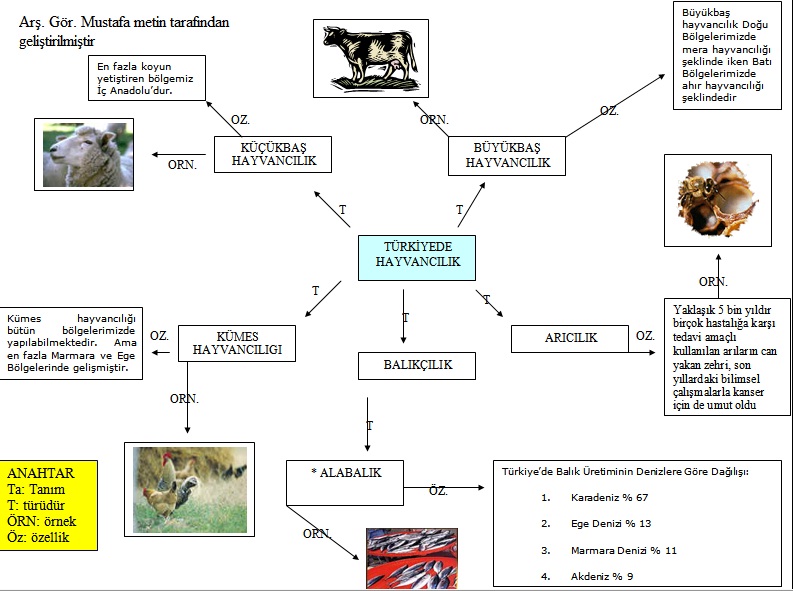 Arş. Gör. Mustafa metin tarafından
geliştirilmiştir
Büyükbaş
hayvancılık Doğu
Bölgelerimizde
mera hayvancılığı
şeklinde iken Batı
Bölgelerimizde
ahır hayvancılığı
şeklindedir
En fazla koyun
yetiştiren bölgemiz
İç Anadolu'dur.
OZ.
ORN.
OZ.
KÜÇÜKBAŞ
HAYVANCILIK
BÜYÜKBAŞ
HAYVANCILIK
ORN.
T
T
TÜRKİYEDE
HAYVANCILIK
T
T
T
ORN.
Kümes hayvancılığı
bütün bölgelerimizde
yapılabilmektedir. Ama
en fazla Marmara ve Ege
Bölgelerinde gelişmiştir.
OZ.
KÜMES
HAYVANCILIGI
BALIKÇILIK
ARICILIK
OZ.
Yaklaşık 5 bin yıldır
birçok hastalığa karşı
tedavi amaçlı
kullanılan arıların can
yakan zehri, son
yıllardaki bilimsel
çalışmalarla kanser
için de umut oldu
ORN.
T
ANAHTAR
Ta: Tanım
T: türüdür
ÖRN: örnek
Öz: özellik
* ALABALIK
ÖZ.
ORN.
Türkiye'de Balık Üretiminin Denizlere Göre Dağılışı:
1. Karadeniz % 67
2. Ege Denizi % 13
3. Marmara Denizi % 11
4. Akdeniz % 9